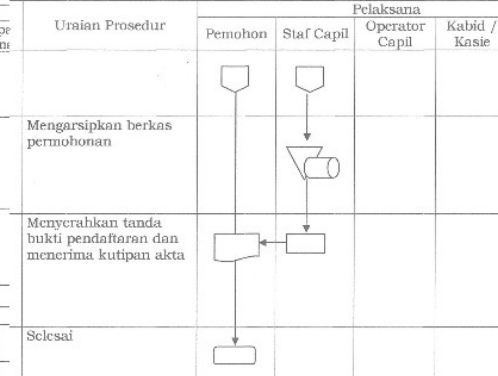 Pelaksana
Uraian Prosedur
Pemohon
Staf Capil
Operator
Capil
Kabid /
Kasie
Mengarsipkan berkas
permohonan
Menyerahkan tanda
bukti pendaftaran dan
menerima kutipan akta
Selesai